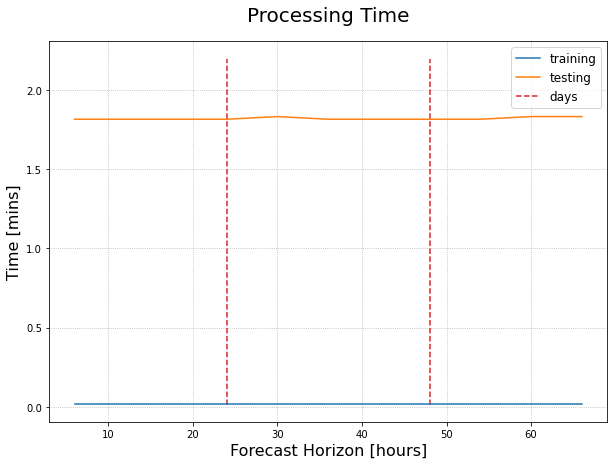 Processing Time
training
testing
days
2.0
1.5
1.0
0.5
0.0
Time [mins]
10 20 30 40 50 60
Forecast Horizon [hours]